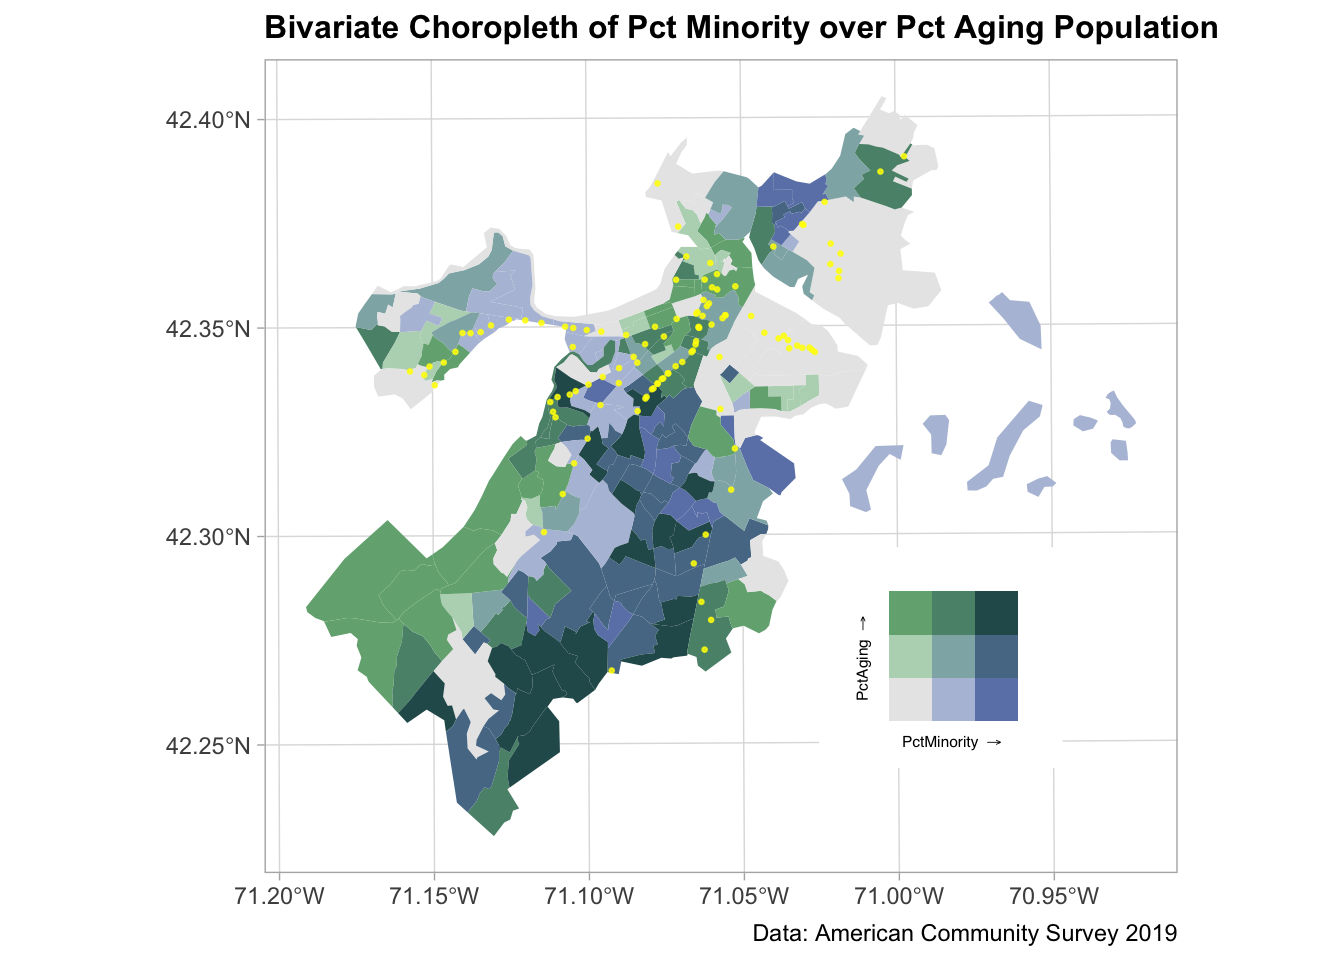 Bivariate Choropleth of Pct Minority over Pct Aging Population
42.40°N
42.35°N
42.30°N
42.25°N
PctAging →
PctMinority →
71.20°W 71.15°W 71.10°W 71.05°W 71.00°W 70.95°W
Data: American Community Survey 2019